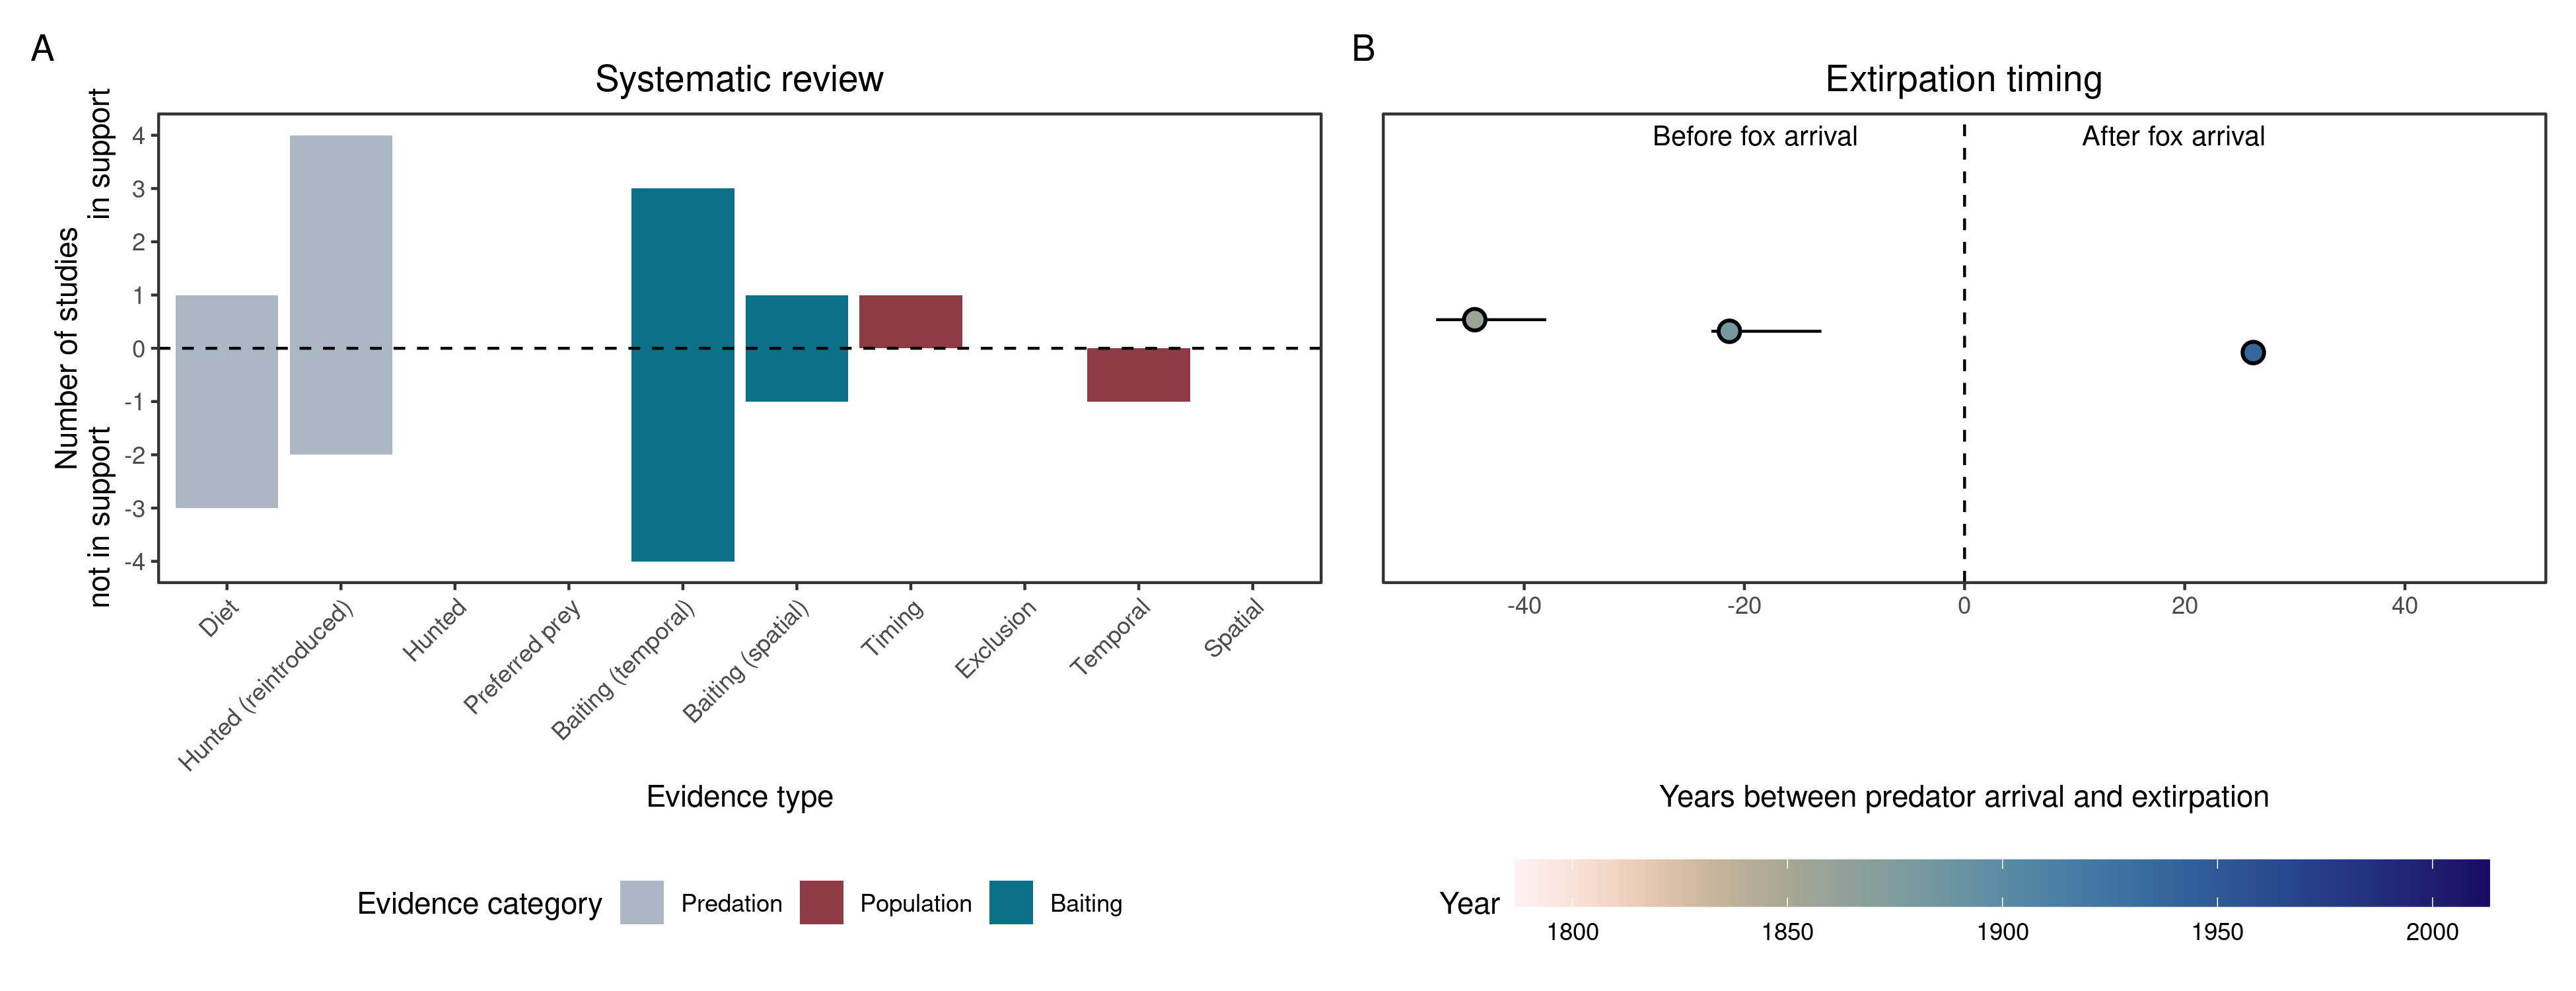 A
Systematic review
Number of studies
in support
not in support
4
3
2
1
0
-1
-2
-3
-4
Diet
Hunted (reintroduced)
Hunted
Preferred prey
Baiting (temporal)
Baiting (spatial)
Timing
Exclusion
Temporal
Spatial
Evidence type
Evidence category
Predation
Population
Baiting
B
Extirpation timing
Before fox arrival
After fox arrival
-40
-20
0
20
40
Years between predator arrival and extirpation
Year
1800
1850
1900
1950
2000